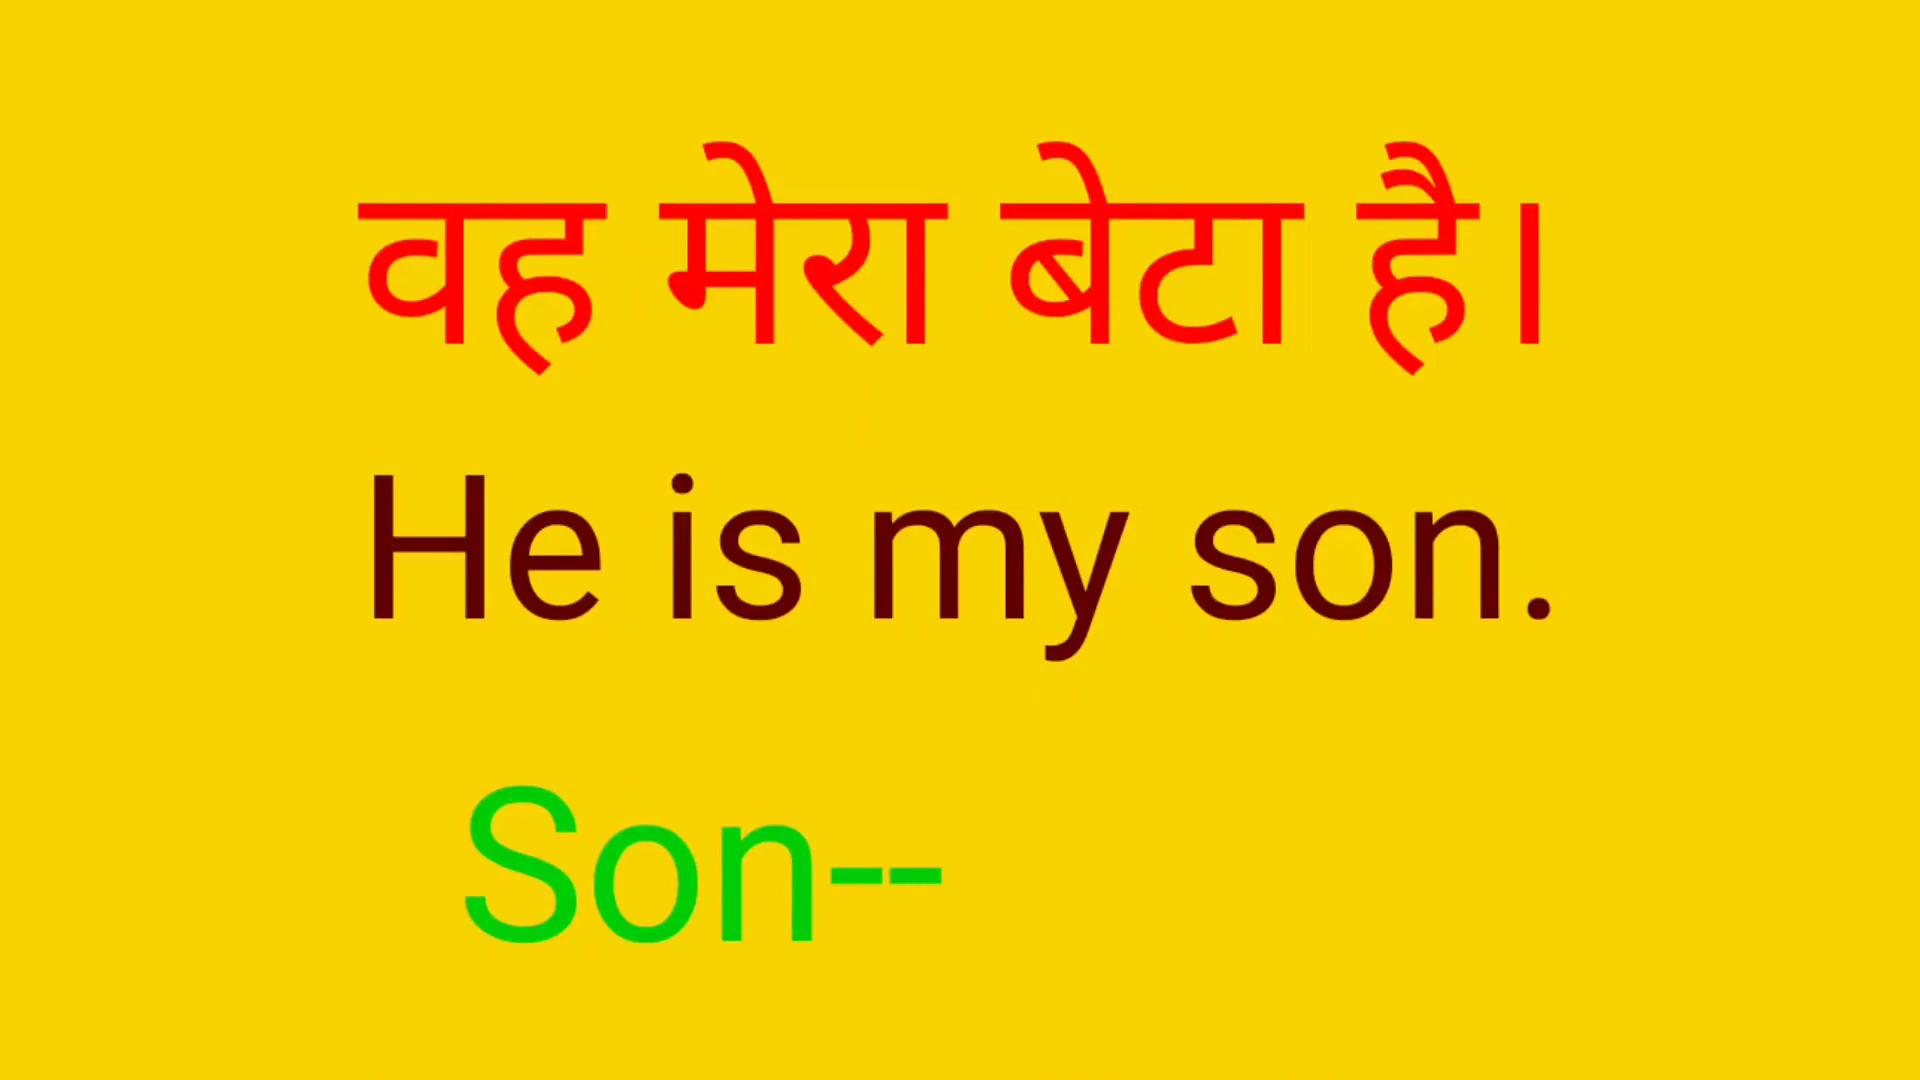 वह मेरा बेटा है।
He is my son.
Son--